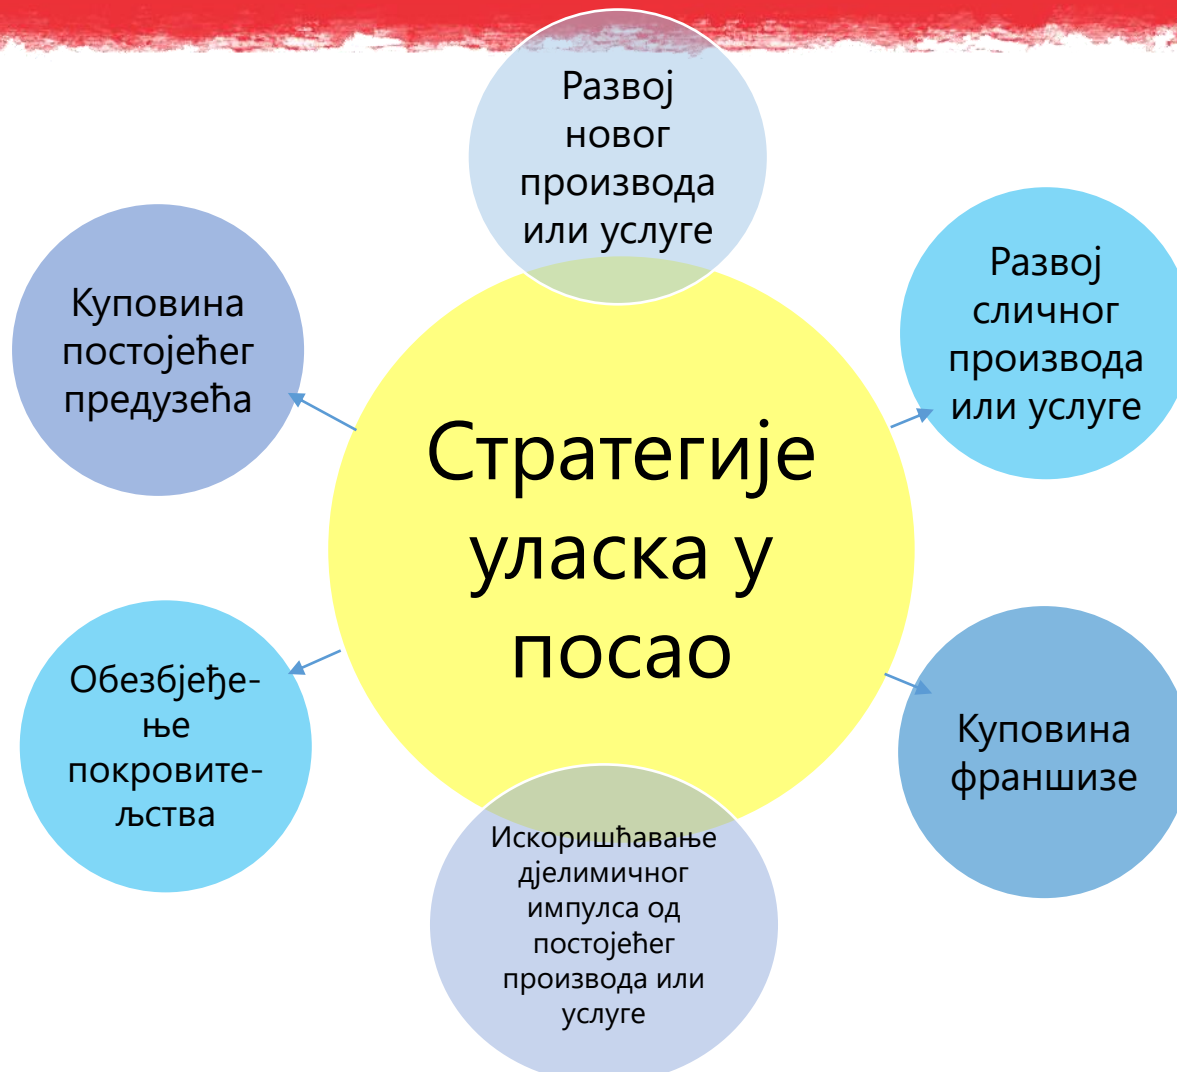 Развој
новог
производа
или услуге
Развој
сличног
производа
или услуге
Куповина
постојећег
предузећа
Стратегије
уласка у
посао
Обезбјеђе-
ње
покровите-
љства
Куповина
франшизе
Искоришћавање
дјелимичног
импулса од
постојећег
производа или
услуге